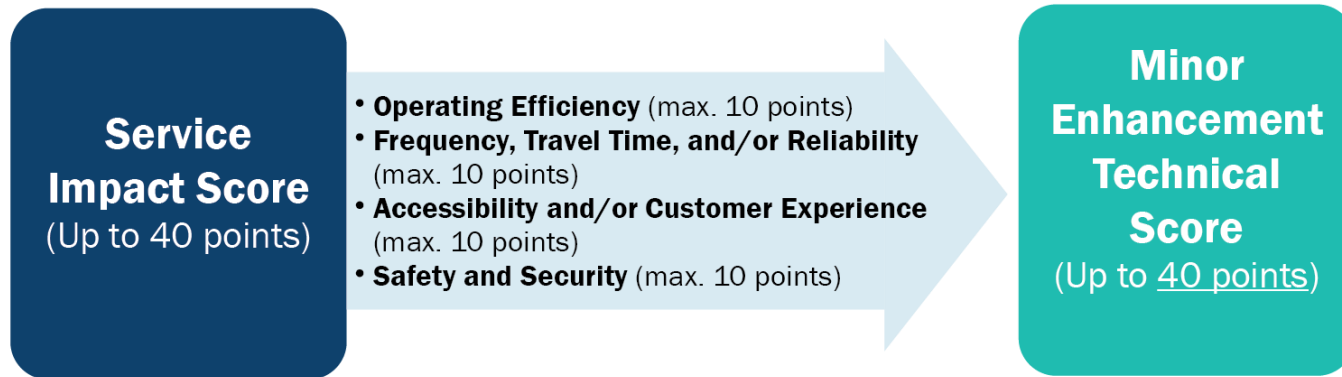 Service
Impact Score
(Up to 40 points)
• Operating Efficiency (max. 10 points)
• Frequency, Travel Time, and/or Reliability
(max. 10 points)
• Accessibility and/or Customer Experience
(max. 10 points)
• Safety and Security (max. 10 points)
Minor
Enhancement
Technical
Score
(Up to 40 points)